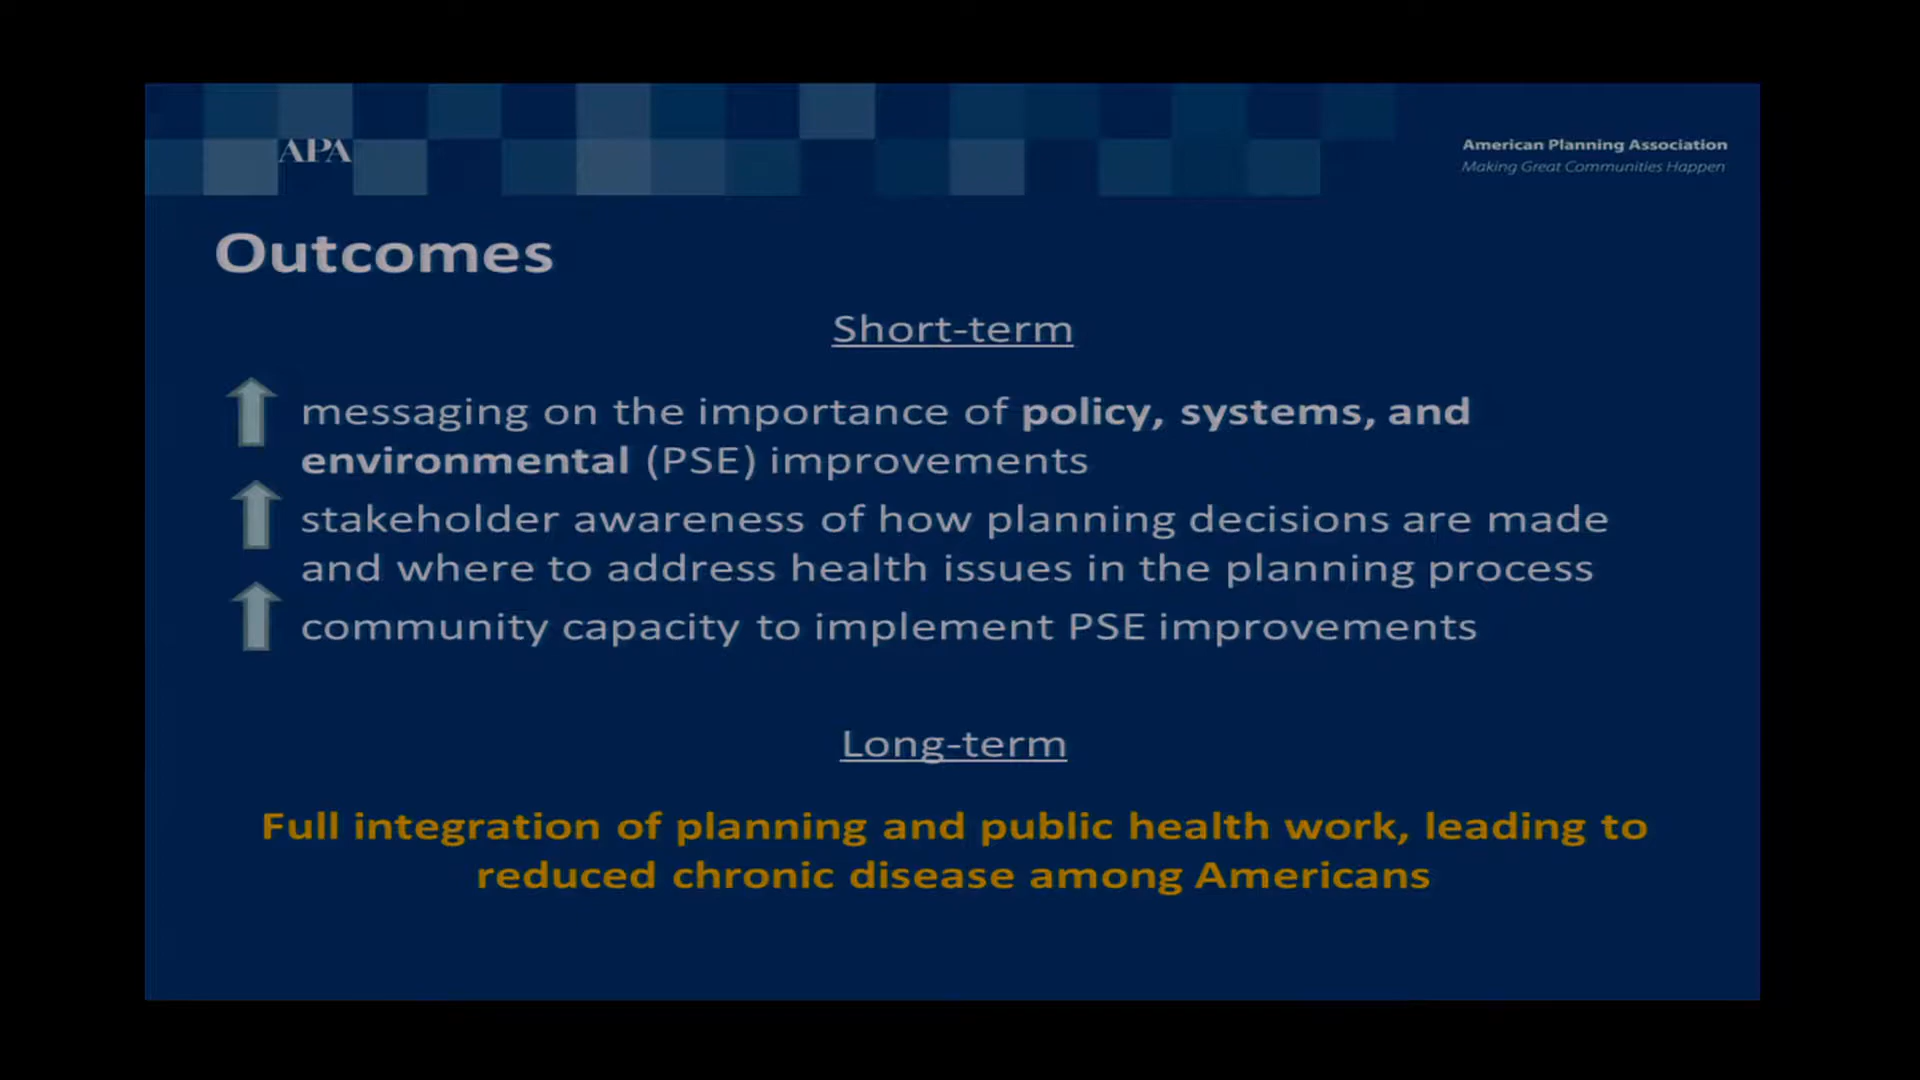 APA
American Planning Association
Making Great Communities Happen
Outcomes
Short-term
messaging on the importance of policy, systems, and
environmental (PSE) improvements
stakeholder awareness of how planning decisions are made
and where to address health issues in the planning process
community capacity to implement PSE improvements
Long-term
Full integration of planning and public health work, leading to
reduced chronic disease among Americans